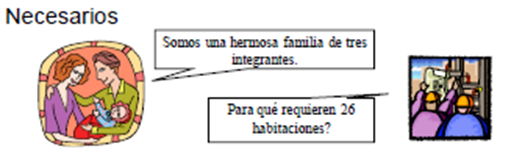 Necesarios
Somos una hermosa familia de tres
integrantes.
Para qué requieren 26
habitaciones?